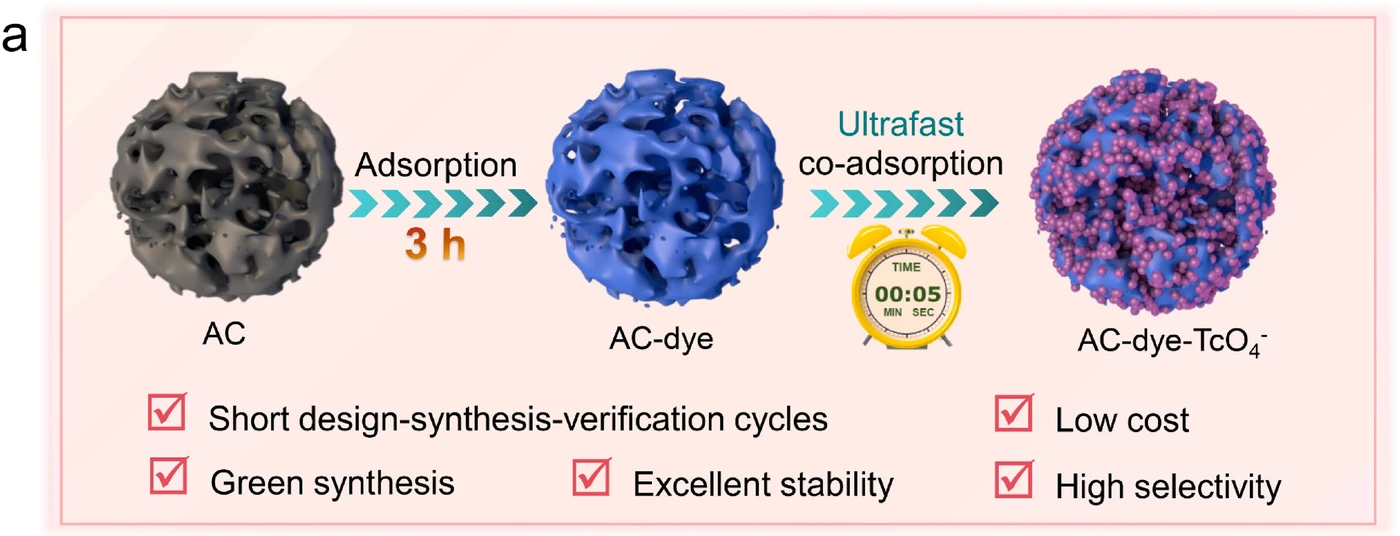 a
Adsorption
3 h
Ultrafast
co-adsorption
TIME
00:05
MIN SEC
AC
AC-dye
AC-dye-TcO₄⁻
Short design-synthesis-verification cycles
Low cost
Green synthesis
Excellent stability
High selectivity